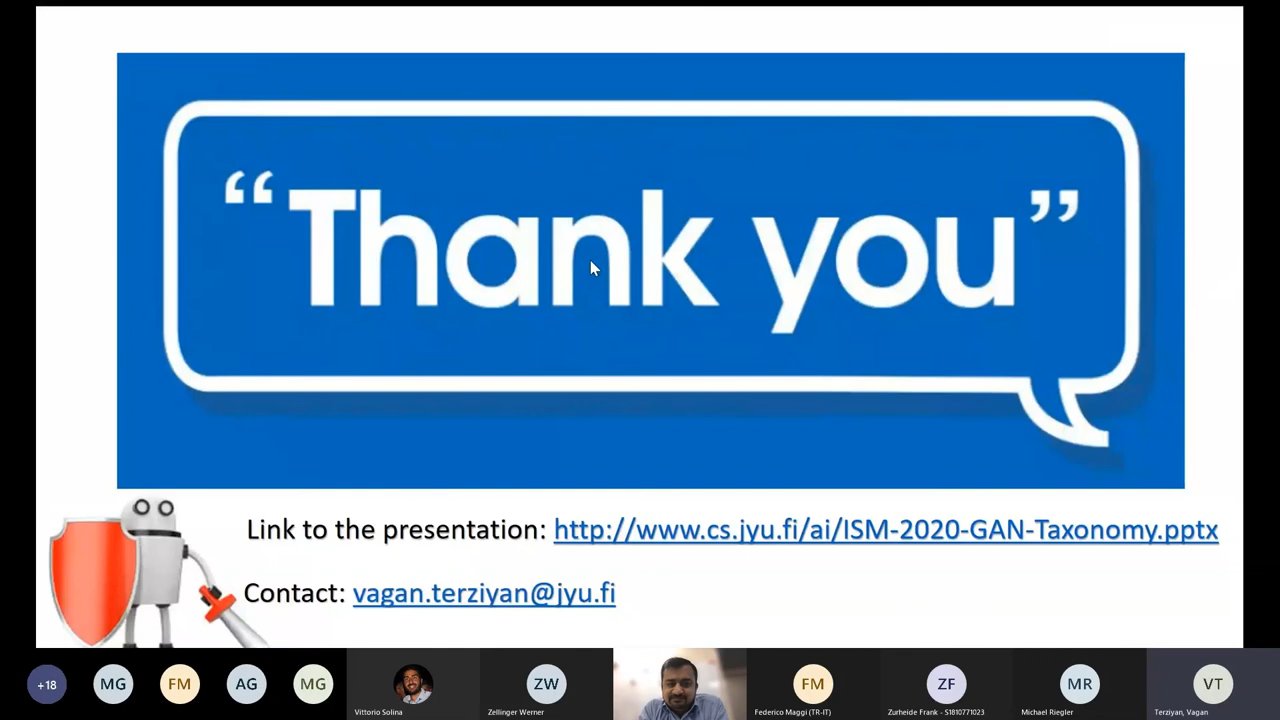 “Thank you”
Link to the presentation: http://www.cs.jyu.fi/ai/ISM-2020-GAN-Taxonomy.pptx
Contact: vagan.terziyan@jyu.fi
+18
MG
FM
AG
MG
Vittorio Solina
ZW
Zellinger Werner
FM
Federico Maggi (TR-IT)
ZF
Zurheide Frank - S1810771023
MR
Michael Riegler
VT
Terziyan, Vagan